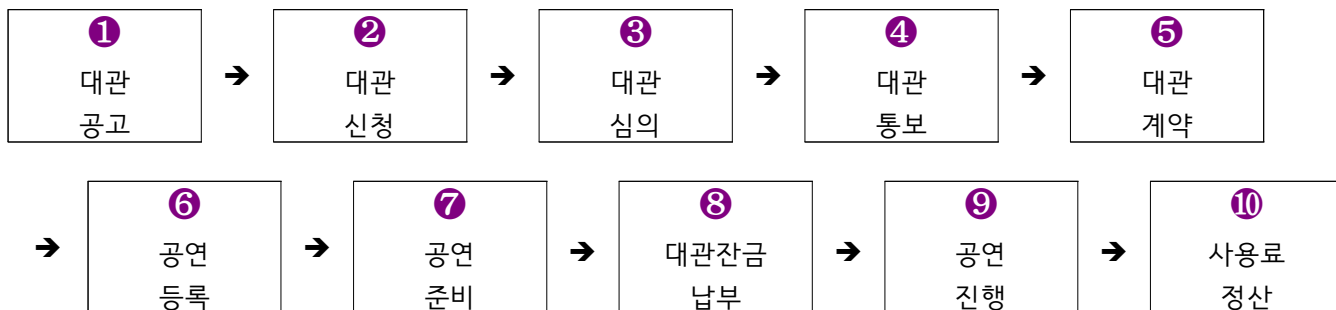 ❶ ❷ ❸ ❹ ❺
대관 ➔ 대관 ➔ 대관 ➔ 대관 ➔ 대관
공고 신청 심의 통보 계약
❻ ❼ ❽ ❾ ❿
➔ 공연 ➔ 공연 ➔ 대관잔금 ➔ 공연 ➔ 사용료
등록 준비 납부 진행 정산